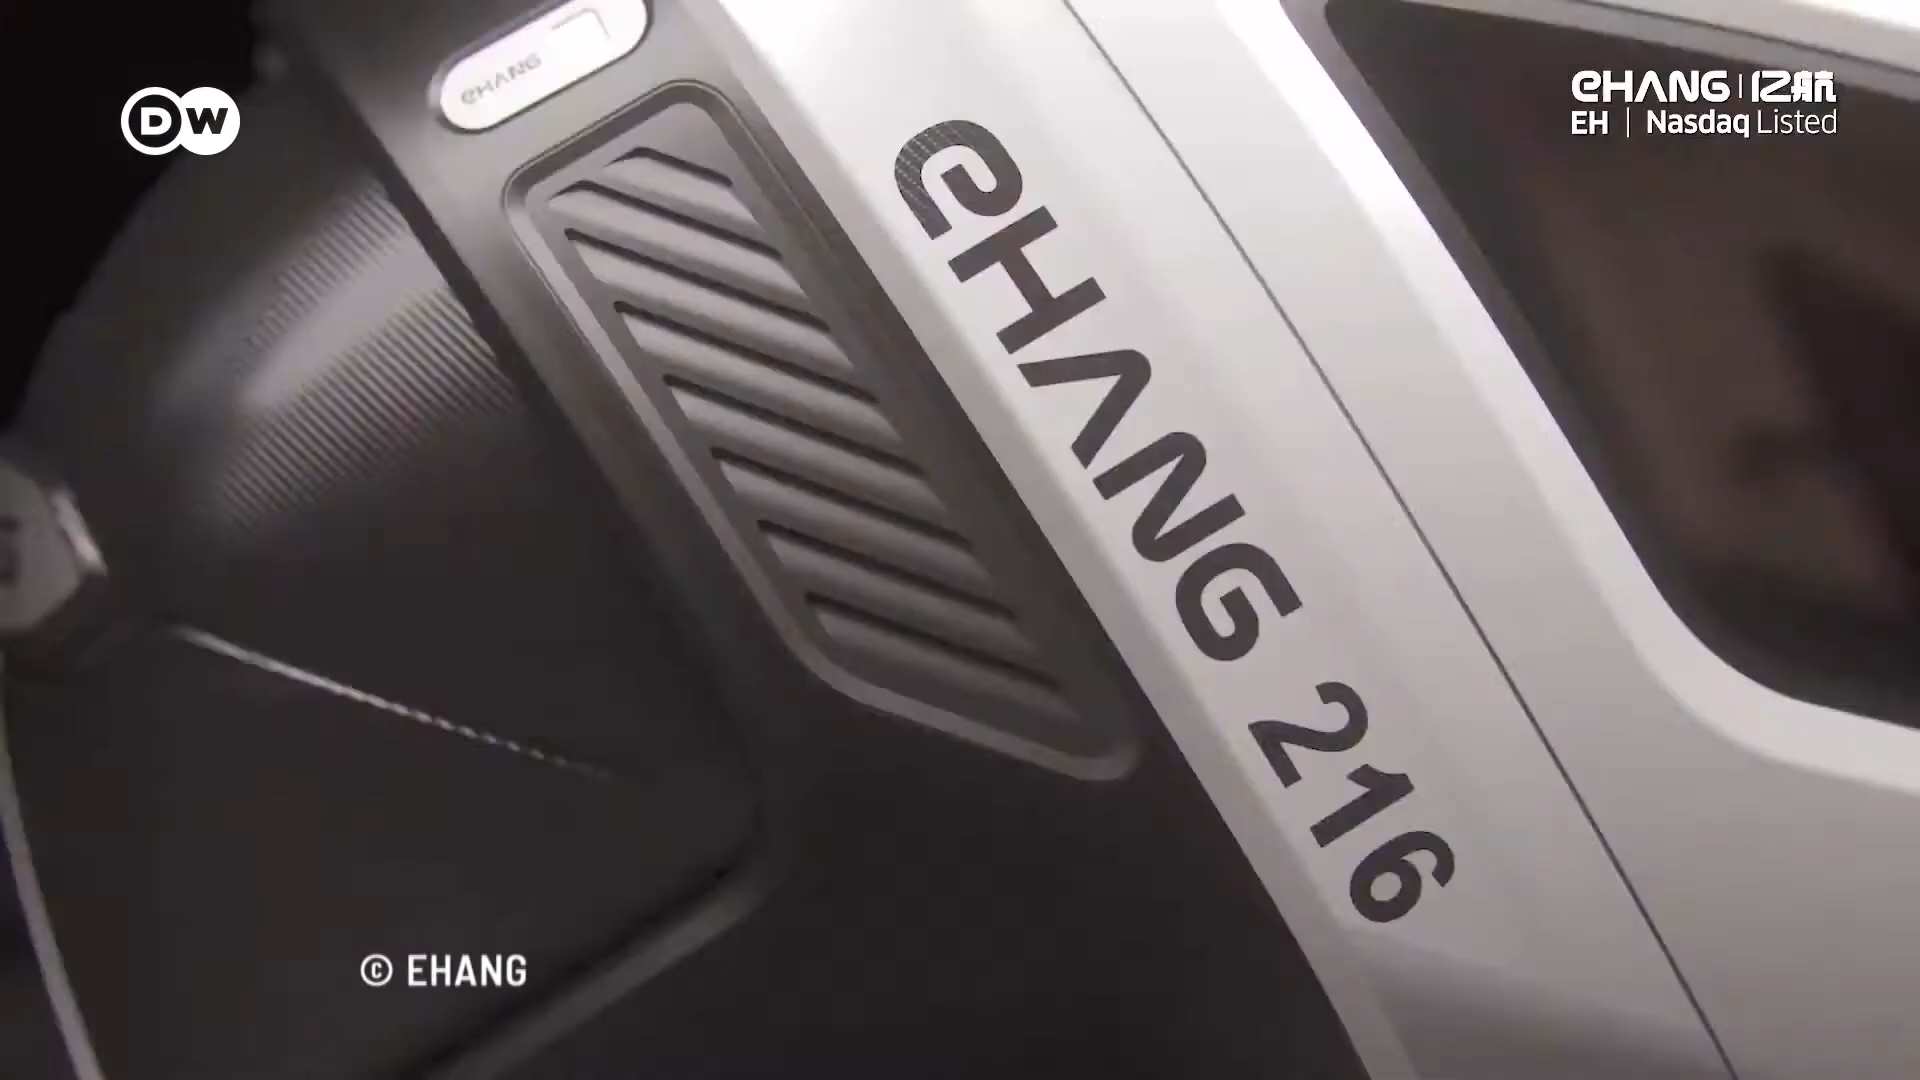 DW
EHANG
EHANG | 亿航
EH | Nasdaq Listed
EHANG 216
© EHANG